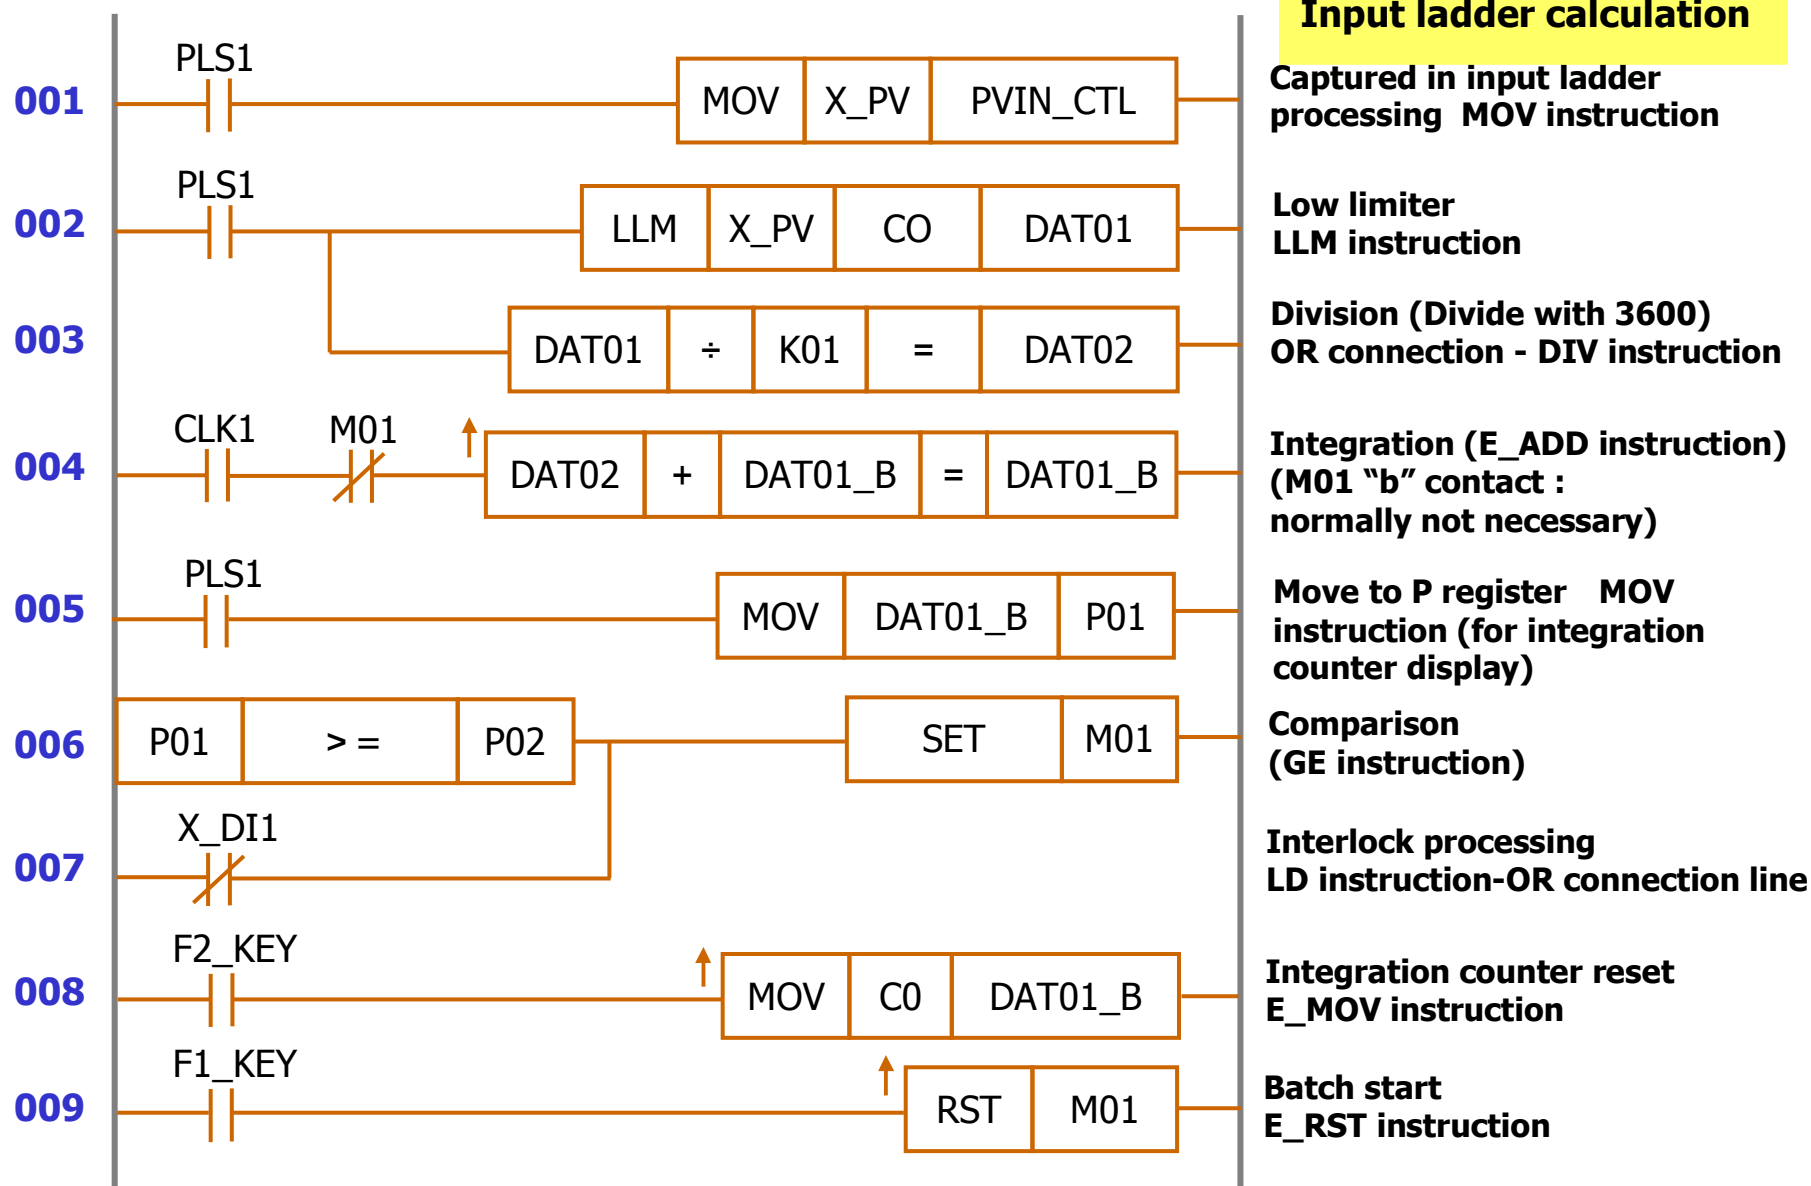 Input ladder calculation
PLS1
001 MOV X_PV PVIN_CTL
Captured in input ladder
processing MOV instruction
PLS1
002 LLM X_PV CO DAT01
Low limiter
LLM instruction
003 DAT01 ÷ K01 = DAT02
Division (Divide with 3600)
OR connection - DIV instruction
CLK1 M01
004 DAT02 + DAT01_B = DAT01_B
Integration (E_ADD instruction)
(M01 “b” contact :
normally not necessary)
PLS1
005 MOV DAT01_B P01
Move to P register MOV
instruction (for integration
counter display)
006 P01 > = P02 SET M01
Comparison
(GE instruction)
X_DI1
007
Interlock processing
LD instruction-OR connection line
F2_KEY
008 MOV C0 DAT01_B
Integration counter reset
E_MOV instruction
F1_KEY
009 RST M01
Batch start
E_RST instruction